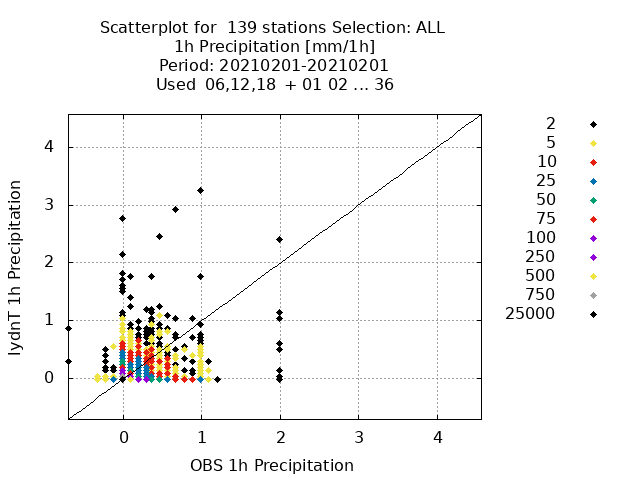 Scatterplot for  139 stations Selection: ALL
1h Precipitation [mm/1h]
Period: 20210201-20210201
Used  06,12,18  + 01 02 ... 36
IydnT 1h Precipitation
4
3
2
1
0
0 1 2 3 4
OBS 1h Precipitation
2
5
10
25
50
75
100
250
500
750
25000